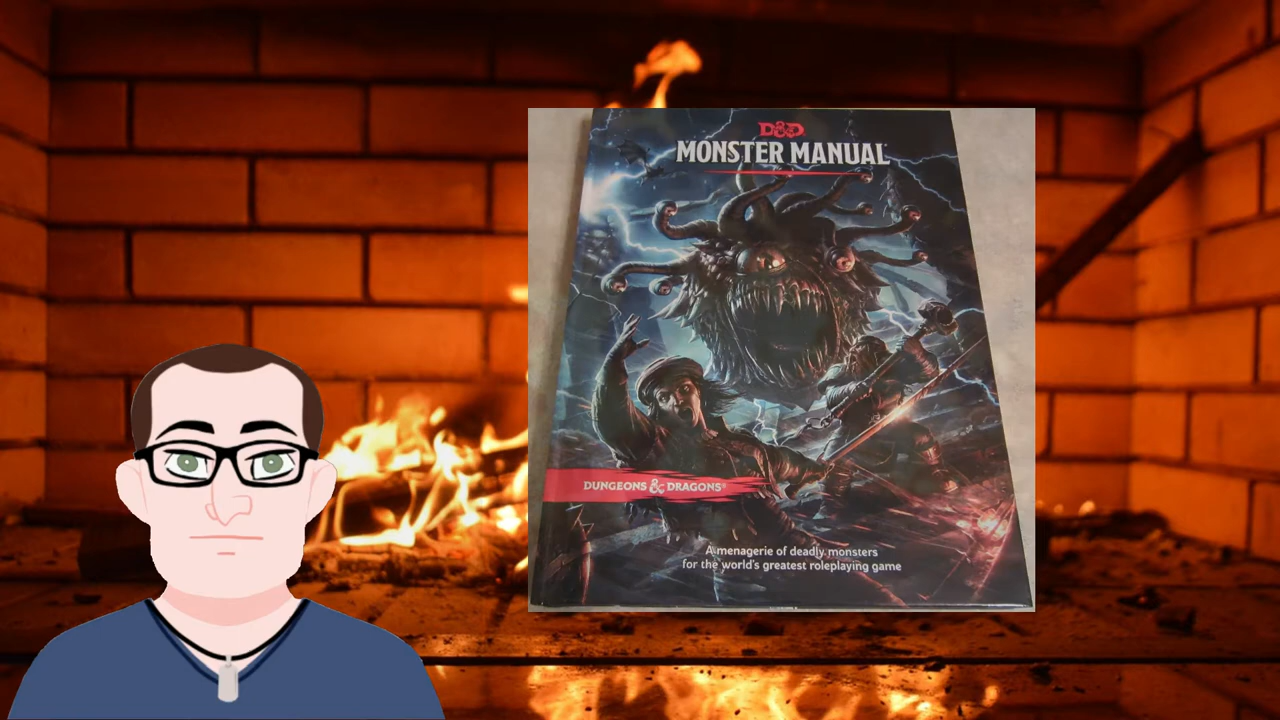 D&D
MONSTER MANUAL
DUNGEONS & DRAGONS®
A menagerie of deadly monsters
for the world's greatest roleplaying game